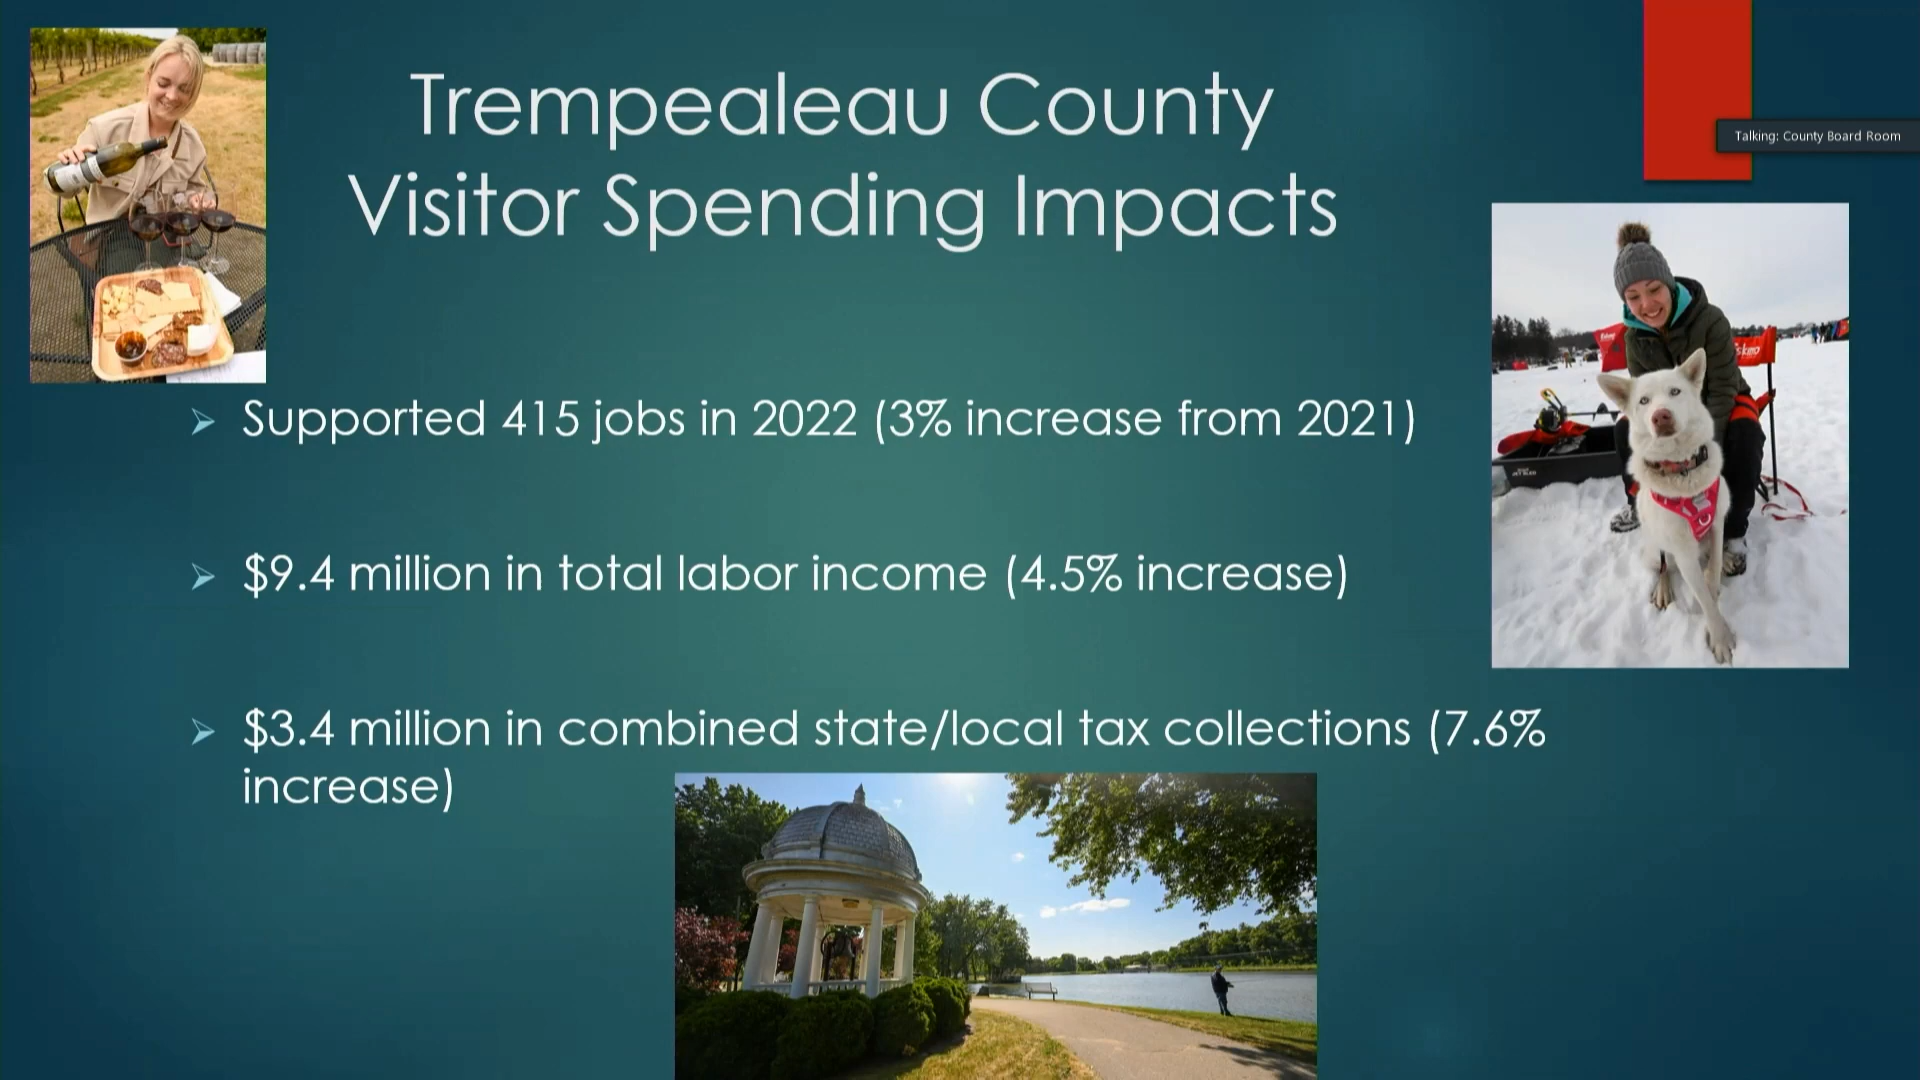 Trempealeau County
Visitor Spending Impacts
Talking: County Board Room
Supported 415 jobs in 2022 (3% increase from 2021)
$9.4 million in total labor income (4.5% increase)
$3.4 million in combined state/local tax collections (7.6%
increase)